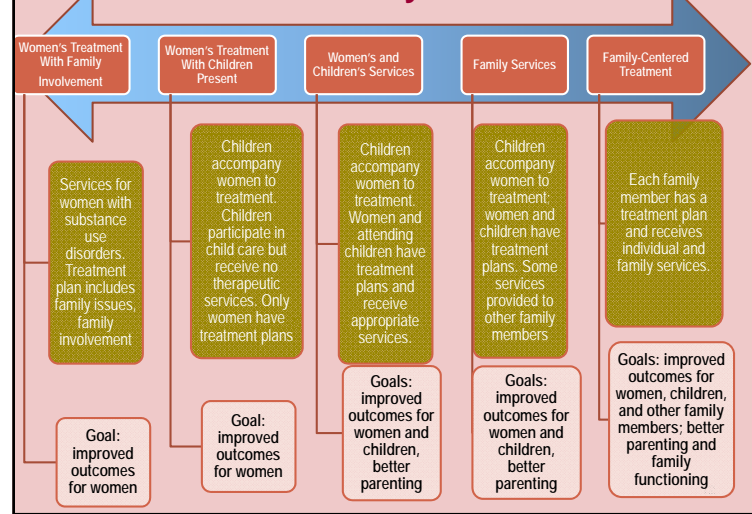 Women's Treatment
With Family
Involvement
Women's Treatment
With Children
Present
Women's and
Children's Services
Family Services
Family-Centered
Treatment
Services for
women with
substance
use
disorders.
Treatment
plan includes
family issues,
family
involvement
Children
accompany
women to
treatment.
Children
participate in
child care but
receive no
therapeutic
services. Only
women have
treatment plans
Children
accompany
women to
treatment.
Women and
attending
children have
treatment
plans and
receive
appropriate
services.
Children
accompany
women to
treatment;
women and
children have
treatment
plans. Some
services
provided to
other family
members
Each family
member has a
treatment plan
and receives
individual and
family services.
Goal:
improved
outcomes
for women
Goal:
improved
outcomes
for women
Goals:
improved
outcomes for
women and
children,
better
parenting
Goals:
improved
outcomes for
women and
children,
better
parenting
Goals: improved
outcomes for
women, children,
and other family
members; better
parenting and
family
functioning